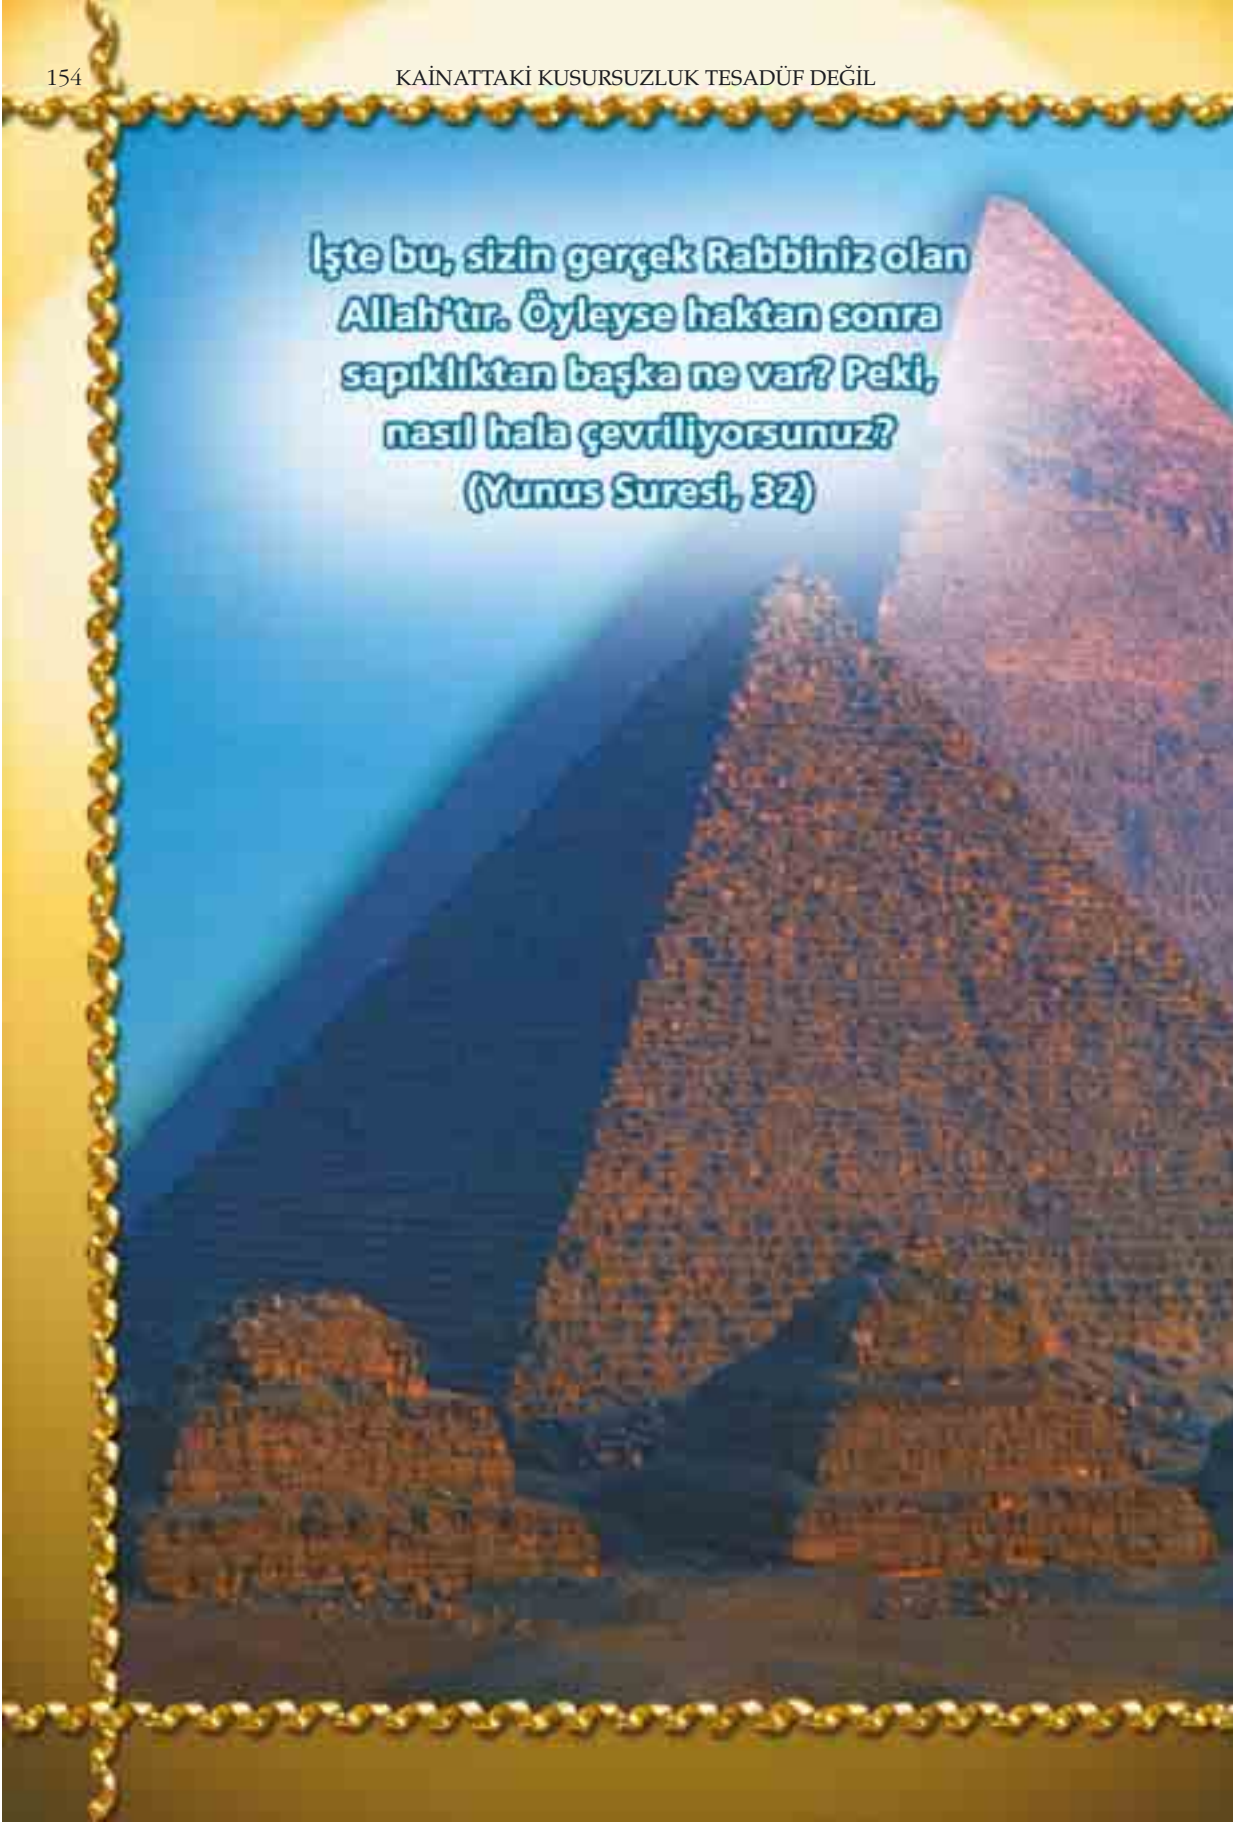 154
KAİNATTAKİ KUSURSUZLUK TESADÜF DEĞİL
İşte bu, sizin gerçek Rabbiniz olan
Allah'tır. Öyleyse haktan sonra
sapıklıktan başka ne var? Peki,
nasıl hala çevriliyorsunuz?
(Yunus Suresi, 32)